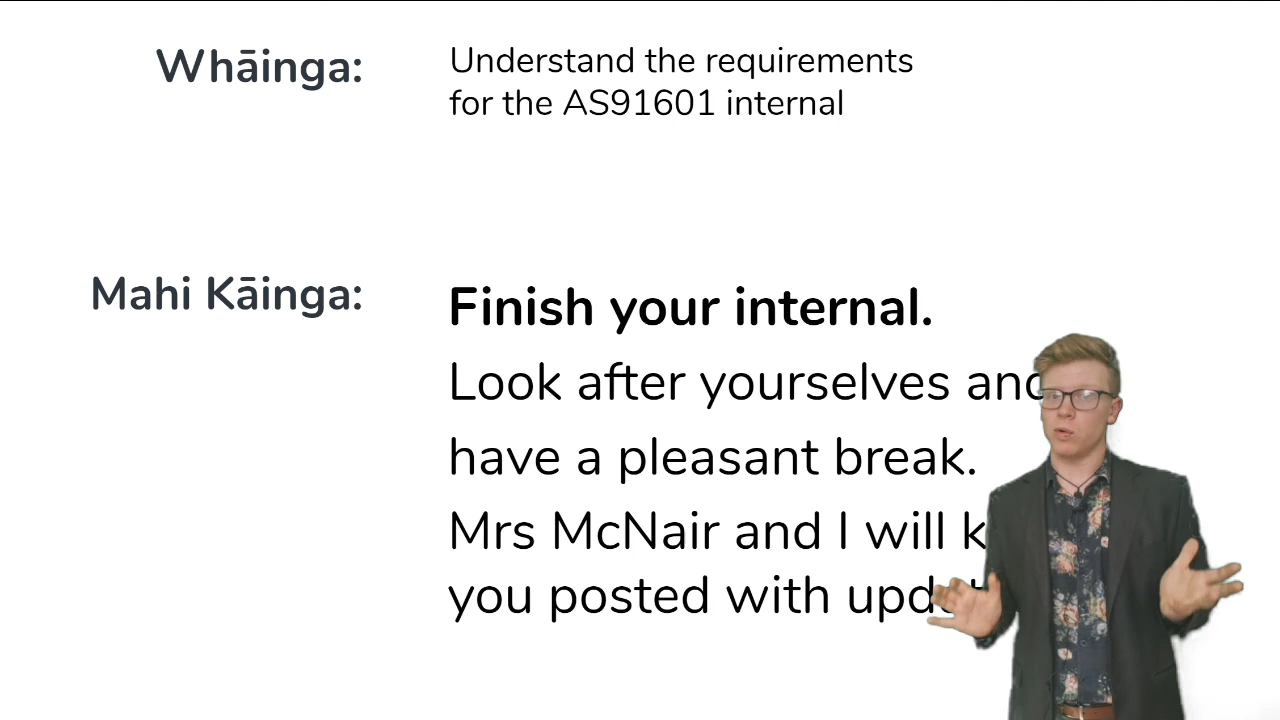 Whāinga:
Understand the requirements
for the AS91601 internal
Mahi Kāinga:
Finish your internal.
Look after yourselves and
have a pleasant break.
Mrs McNair and I will
you posted with